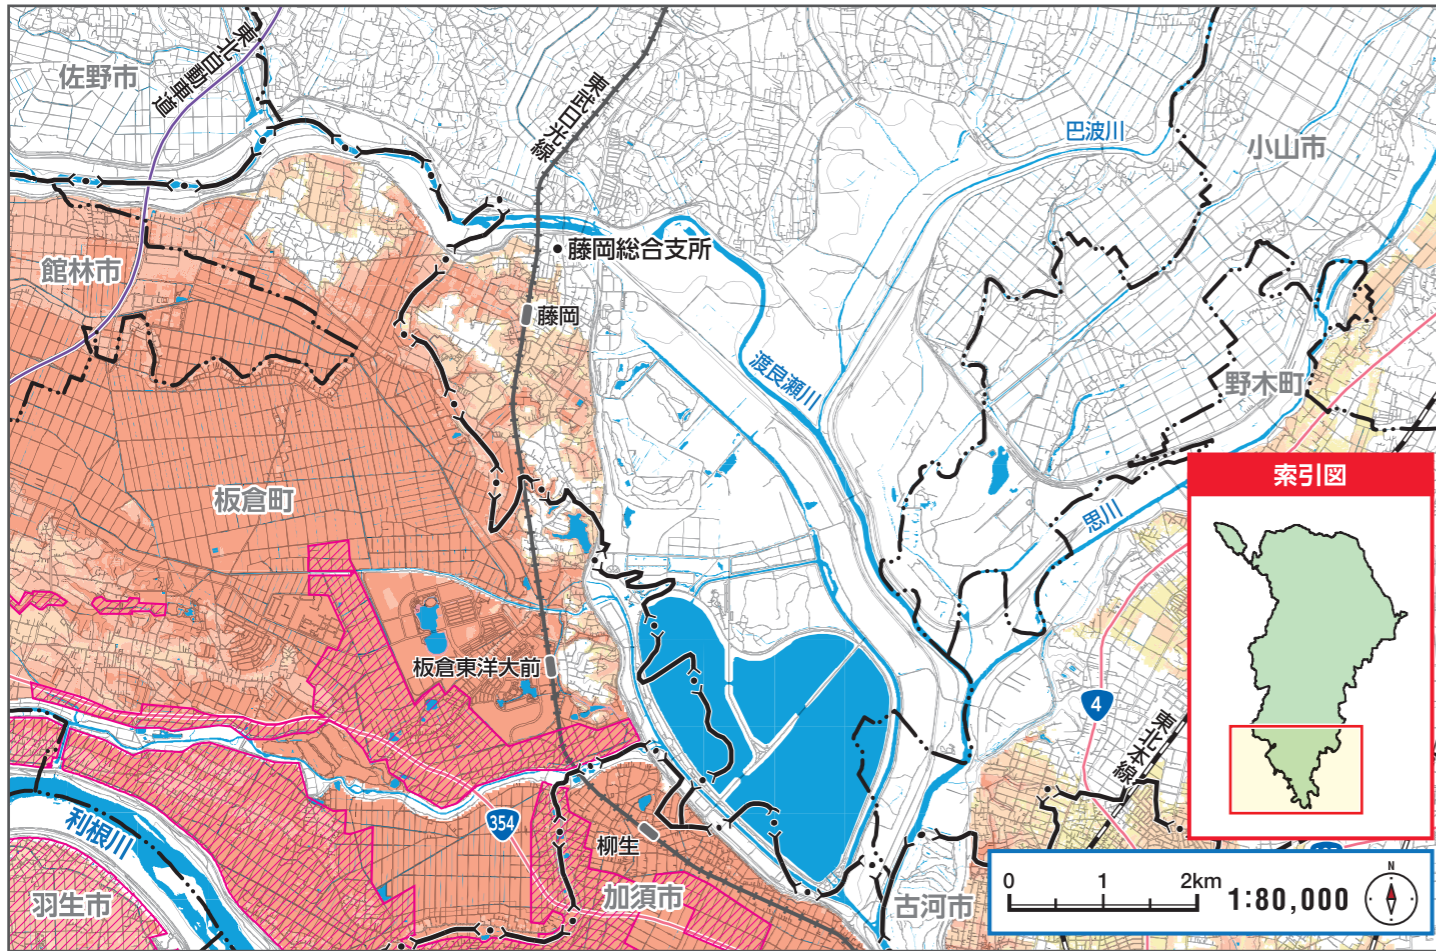 佐野市
東北自動車道
東武日光線
巴波川
小山市
藤岡総合支所
館林市
藤岡
渡良瀬川
野木町
索引図
板倉町
思川
板倉東洋大前
4
東北本線
354
利根川
柳生
羽生市
加須市
古河市
0 1 2km
1:80,000
N